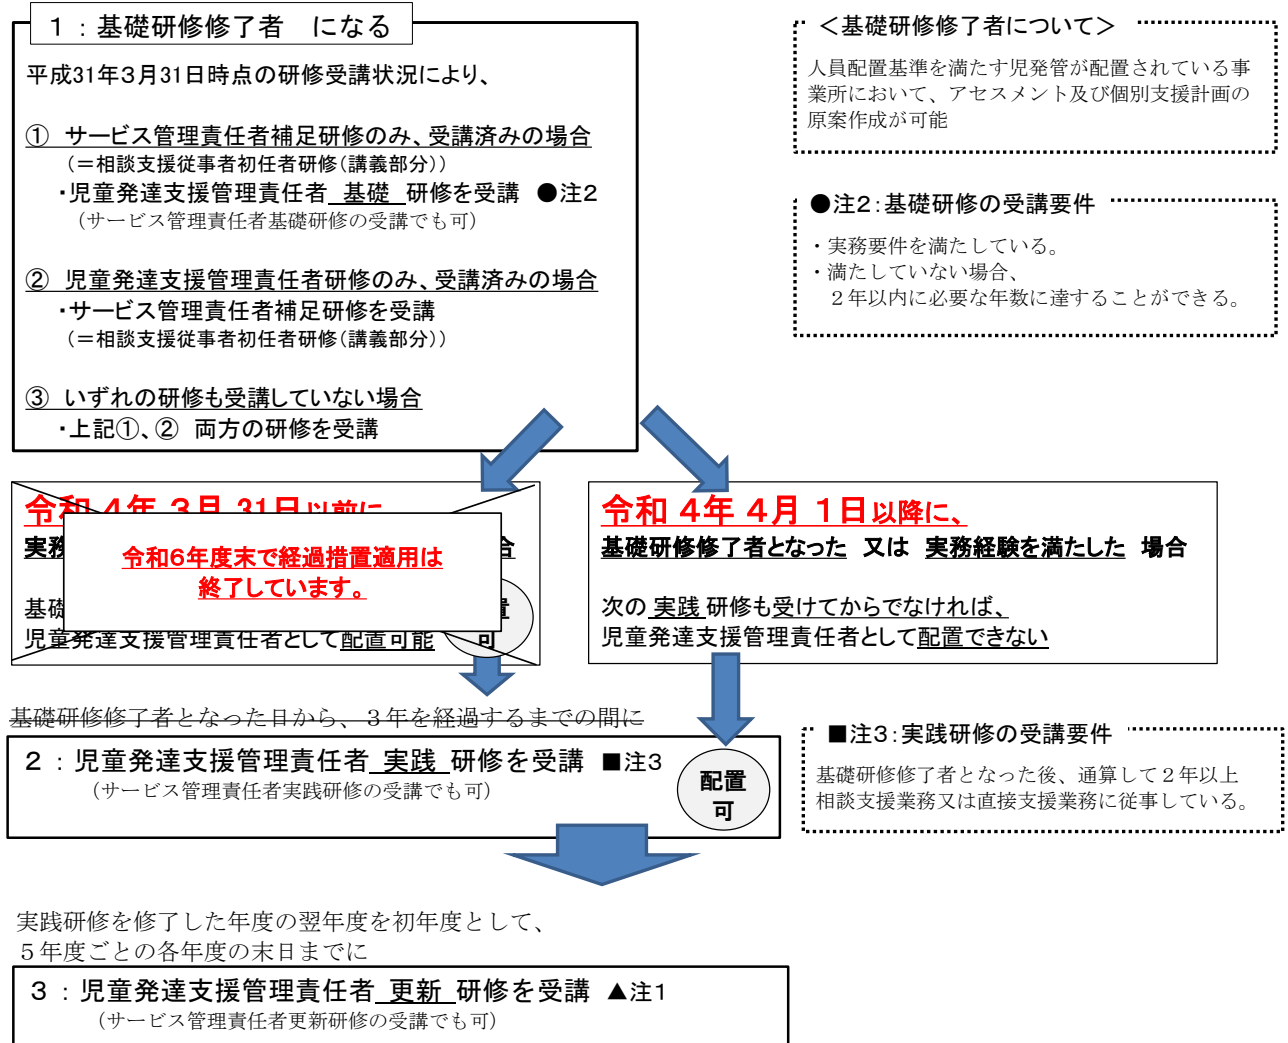 1：基礎研修修了者　になる
平成31年3月31日時点の研修受講状況により、
①　サービス管理責任者補足研修のみ、受講済みの場合
（＝相談支援従事者初任者研修（講義部分））
・児童発達支援管理責任者 基礎 研修を受講　●注2
（サービス管理責任者基礎研修の受講でも可）
②　児童発達支援管理責任者研修のみ、受講済みの場合
・サービス管理責任者補足研修を受講
（＝相談支援従事者初任者研修（講義部分））
③　いずれの研修も受講していない場合
・上記①、② 両方の研修を受講
＜基礎研修修了者について＞
人員配置基準を満たす児発管が配置されている事
業所において、アセスメント及び個別支援計画の
原案作成が可能
●注2：基礎研修の受講要件
・実務要件を満たしている。
・満たしていない場合、
２年以内に必要な年数に達することができる。
令和 4年 3月 31日以前に
実務
合
令和6年度末で経過措置適用は
終了しています。
基礎
児童発達支援管理責任者として配置可能
可
令和 4年 4月 1日以降に、
基礎研修修了者となった 又は 実務経験を満たした 場合
次の 実践 研修も受けてからでなければ、
児童発達支援管理責任者として配置できない
基礎研修修了者となった日から、３年を経過するまでの間に
2：児童発達支援管理責任者 実践 研修を受講　■注3
（サービス管理責任者実践研修の受講でも可）
配置
可
■注3：実践研修の受講要件
基礎研修修了者となった後、通算して２年以上
相談支援業務又は直接支援業務に従事している。
実践研修を修了した年度の翌年度を初年度として、
５年度ごとの各年度の末日までに
3：児童発達支援管理責任者 更新 研修を受講　▲注1
（サービス管理責任者更新研修の受講でも可）